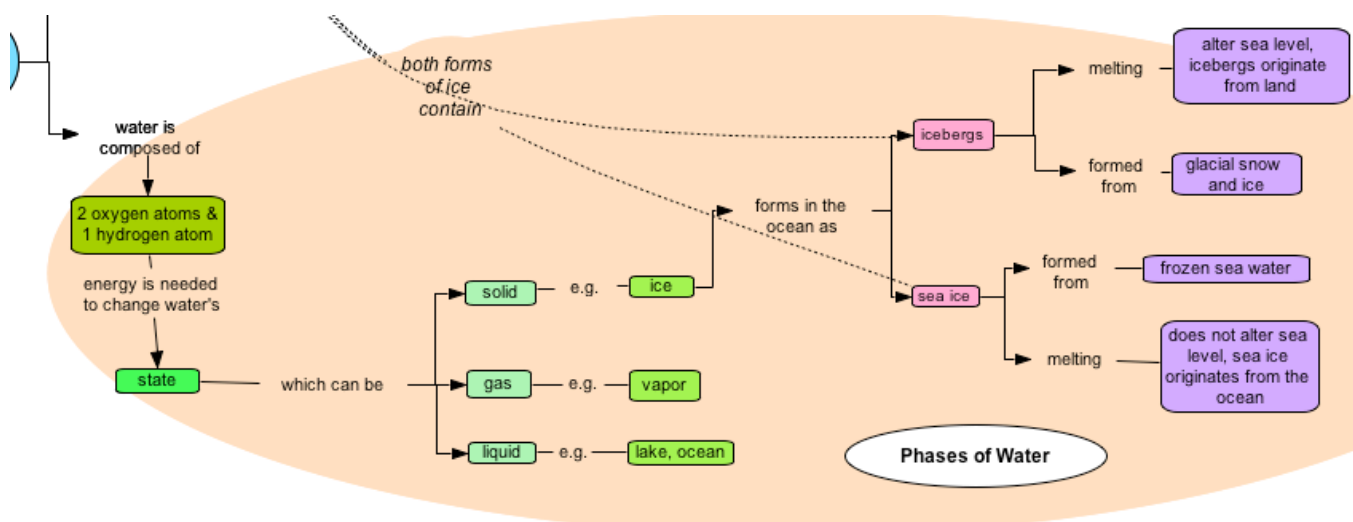 both forms
of ice
contain
water is
composed of
2 oxygen atoms &
1 hydrogen atom
energy is needed
to change water's
state
which can be
solid
e.g.
ice
gas
e.g.
vapor
liquid
e.g.
lake, ocean
forms in the
ocean as
icebergs
melting
alter sea level,
icebergs originate
from land
formed
from
glacial snow
and ice
sea ice
formed
from
frozen sea water
melting
does not alter sea
level, sea ice
originates from the
ocean
Phases of Water